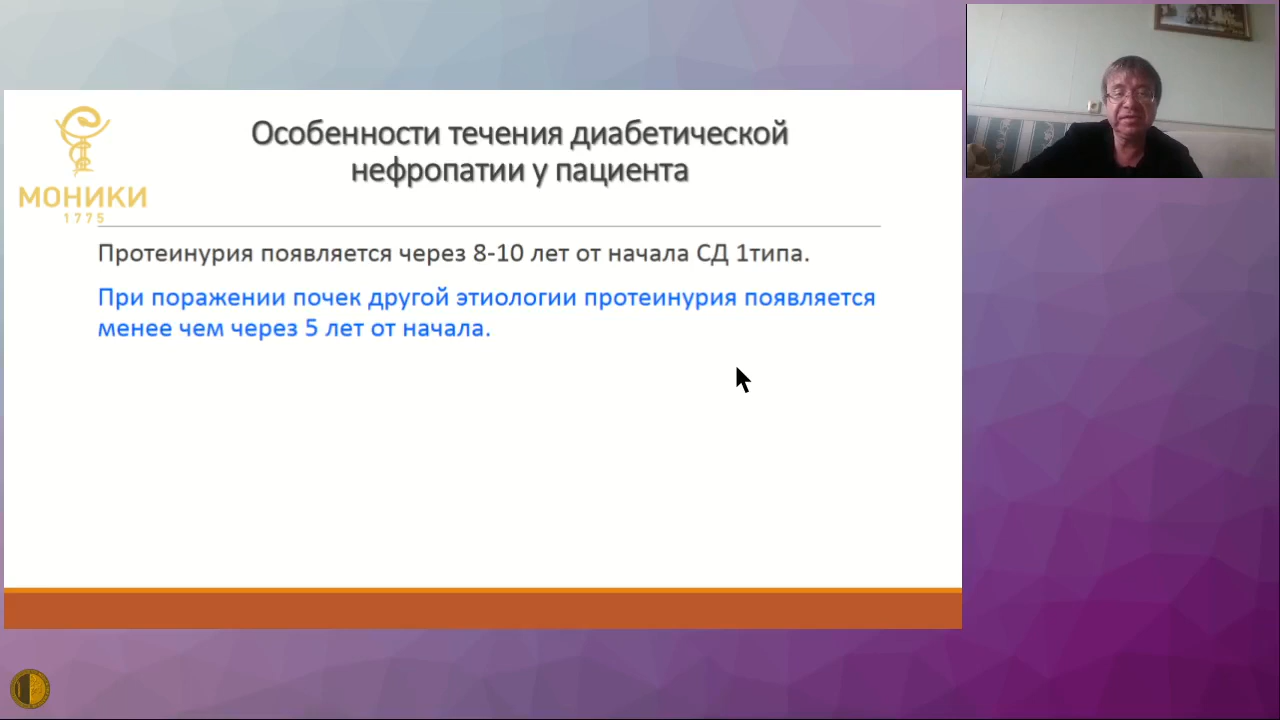 МОНИКИ
1775
Особенности течения диабетической
нефропатии у пациента
Протеинурия появляется через 8-10 лет от начала СД 1типа.
При поражении почек другой этиологии протеинурия появляется
менее чем через 5 лет от начала.